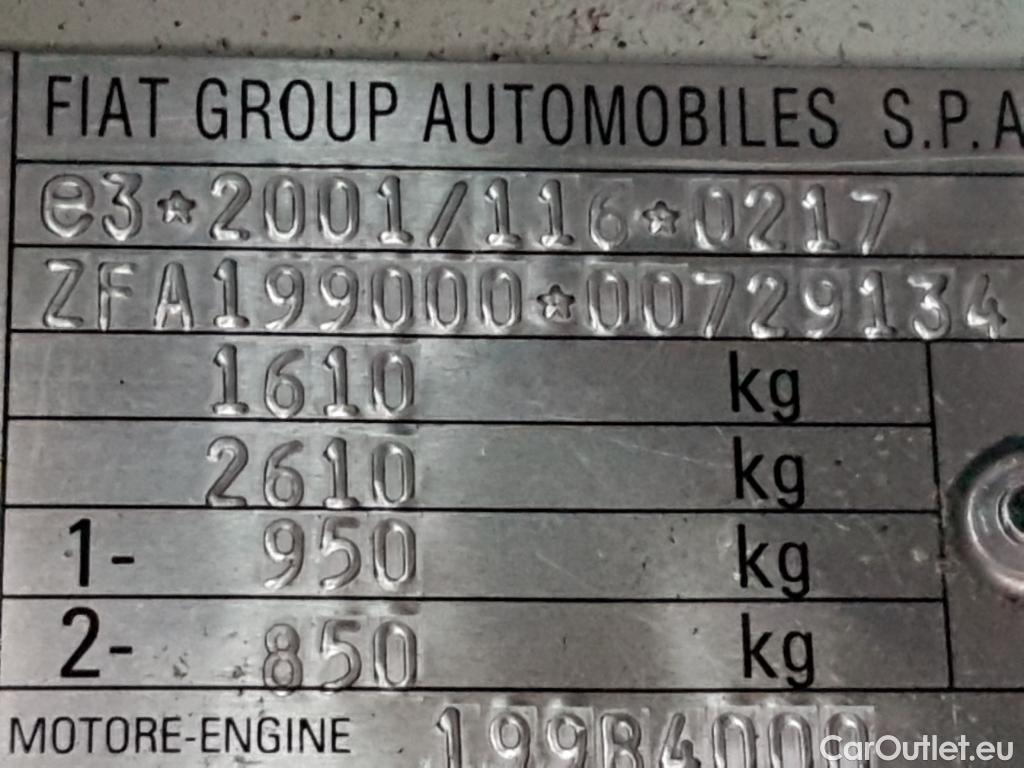 FIAT GROUP AUTOMOBILES S.P.A
e3*2001/116*0217
ZFA199000*00729134
1610 kg
2610 kg
1- 950 kg
2- 850 kg
MOTORE-ENGINE 199B4000
CarOutlet.eu